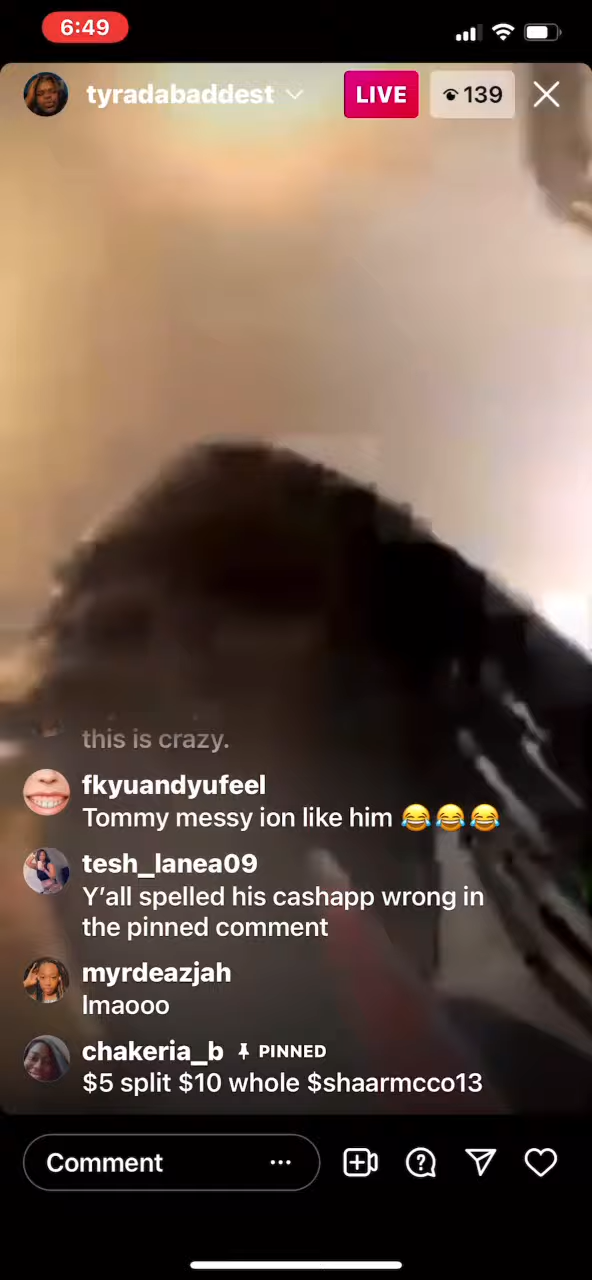 6:49
tyradabaddest
LIVE
139
this is crazy.
fkyuandyufeel
Tommy messy ion like him 😂😂😂
tesh_lanea09
Y'all spelled his cashapp wrong in
the pinned comment
myrdeazjah
lmaooo
chakeria_b PINNED
$5 split $10 whole $shaarmcco13
Comment